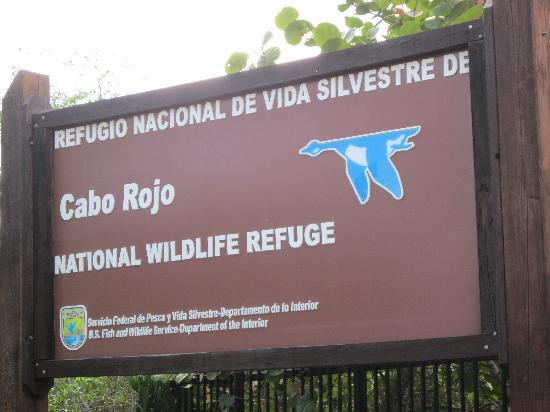 REFUGIO NACIONAL DE VIDA SILVESTRE DE
Cabo Rojo
NATIONAL WILDLIFE REFUGE
Servicio Federal de Pesca y Vida Silvestre-Departamento de lo Interior
U.S. Fish and Wildlife Service-Department of the Interior